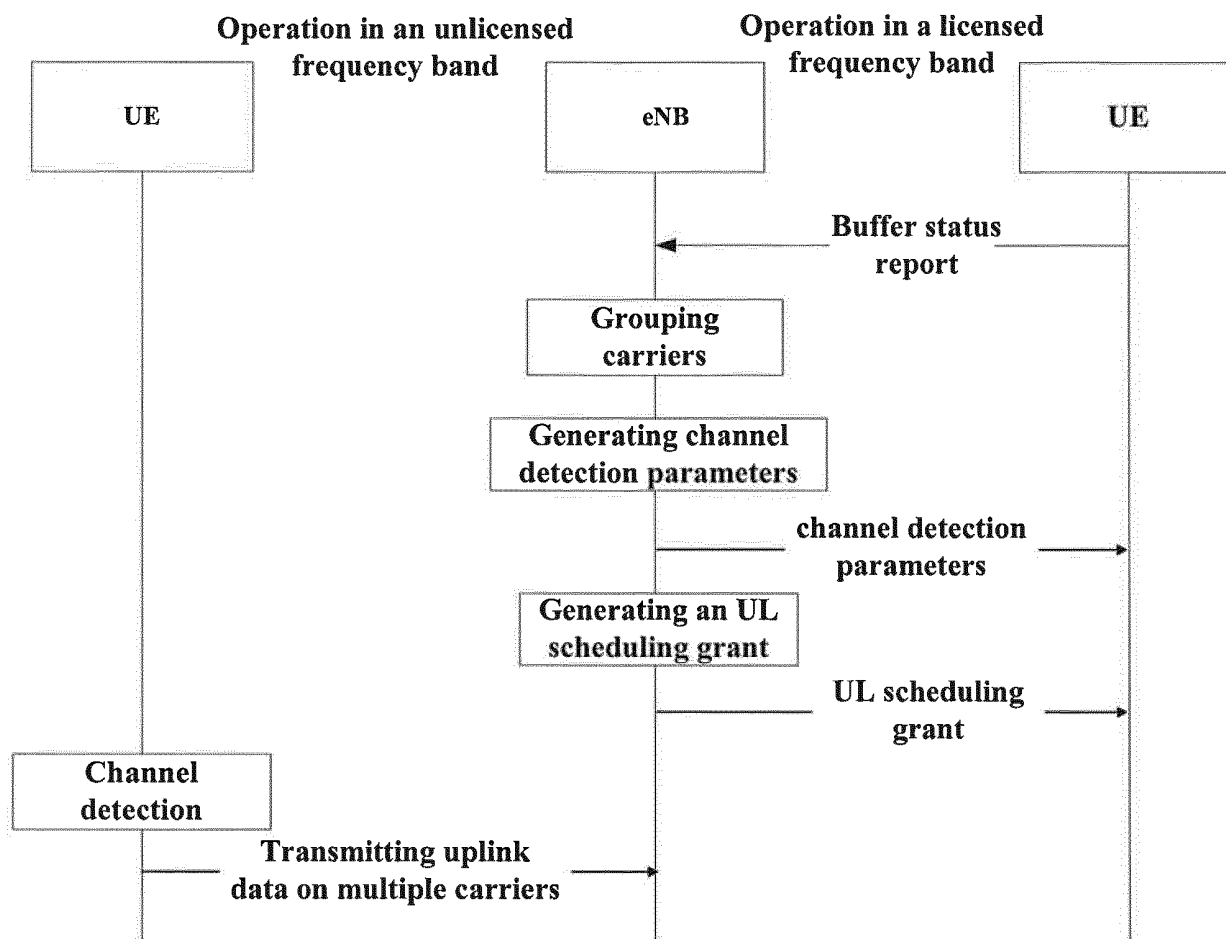 Operation in an unlicensed
frequency band
Operation in a licensed
frequency band
UE
eNB
UE
Buffer status
report
Grouping
carriers
Generating channel
detection parameters
channel detection
parameters
Generating an UL
scheduling grant
UL scheduling
grant
Channel
detection
Transmitting uplink
data on multiple carriers